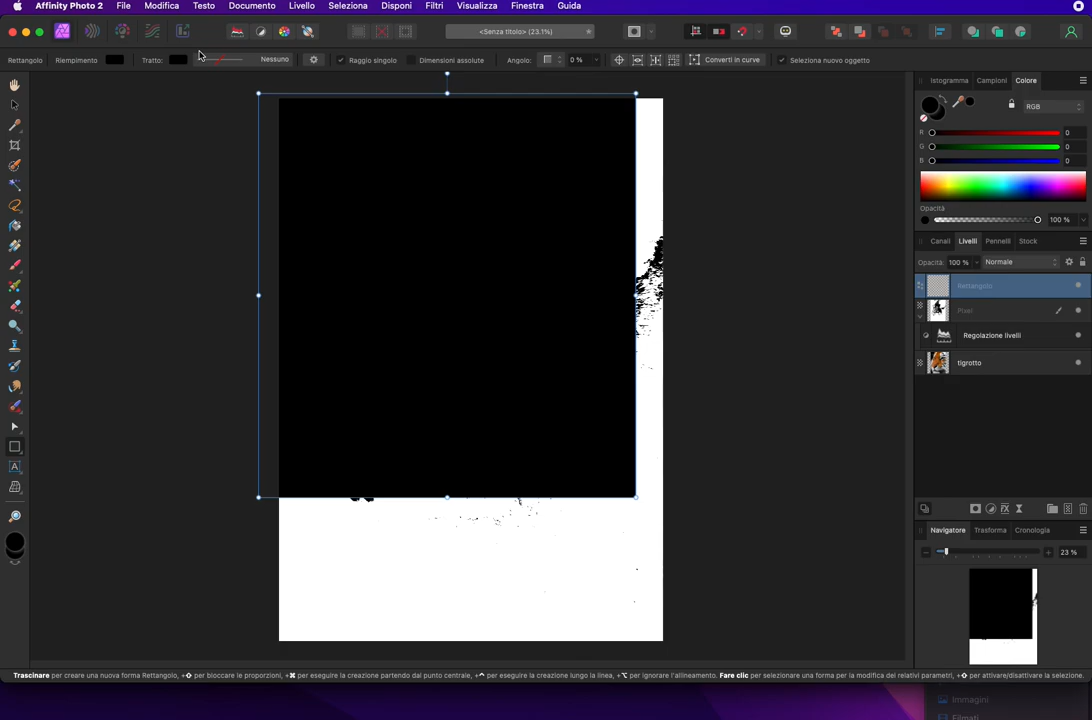 Affinity Photo 2 File Modifica Testo Documento Livello Seleziona Disponi Filtri Visualizza Finestra Guida
<Senza titolo> (23.1%)
Rettangolo Riempimento Tratto: Nessuno Raggio singolo Dimensioni assolute Angolo: 0 % Converti in curve Seleziona nuovo oggetto
Istogramma Campioni Colore
RGB
R 0
G 0
B 0
Opacità
100 %
Canali Livelli Pennelli Stock
Opacità: 100 % Normale
Rettangolo
Pixel
Regolazione livelli
tigrotto
Navigatore Trasforma Cronologia
23 %
Trascinare per creare una nuova forma Rettangolo, +⇧ per bloccare le proporzioni, +⌘ per eseguire la creazione partendo dal punto centrale, +⌃ per eseguire la creazione lungo la linea, +⌥ per ignorare l'allineamento. Fare clic per selezionare una forma per la modifica dei relativi parametri, +⇧ per attivare/disattivare la selezione.
Immagini
Filmati